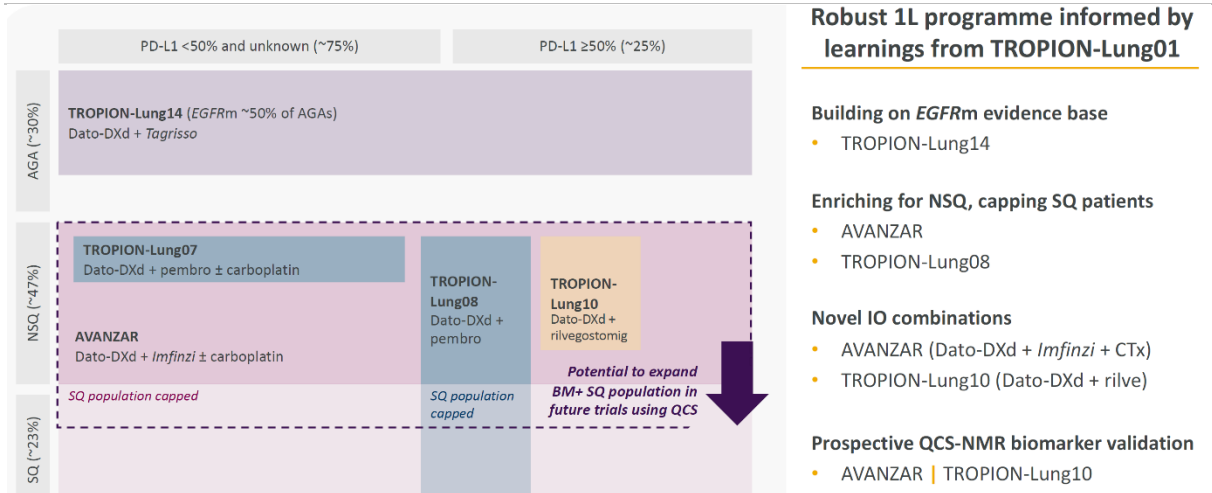 PD-L1 <50% and unknown (~75%)
PD-L1 ≥50% (~25%)
AGA (~30%)
TROPION-Lung14 (EGFRm ~50% of AGAs)
Dato-DXd + Tagrisso
NSQ (~47%)
TROPION-Lung07
Dato-DXd + pembro ± carboplatin
AVANZAR
Dato-DXd + Imfinzi ± carboplatin
TROPION-
Lung08
Dato-DXd +
pembro
TROPION-
Lung10
Dato-DXd +
rilvegostomig
Potential to expand
BM+ SQ population in
future trials using QCS
SQ (~23%)
SQ population capped
SQ population
capped
Robust 1L programme informed by
learnings from TROPION-Lung01
Building on EGFRm evidence base
• TROPION-Lung14
Enriching for NSQ, capping SQ patients
• AVANZAR
• TROPION-Lung08
Novel IO combinations
• AVANZAR (Dato-DXd + Imfinzi + CTx)
• TROPION-Lung10 (Dato-DXd + rilve)
Prospective QCS-NMR biomarker validation
• AVANZAR | TROPION-Lung10